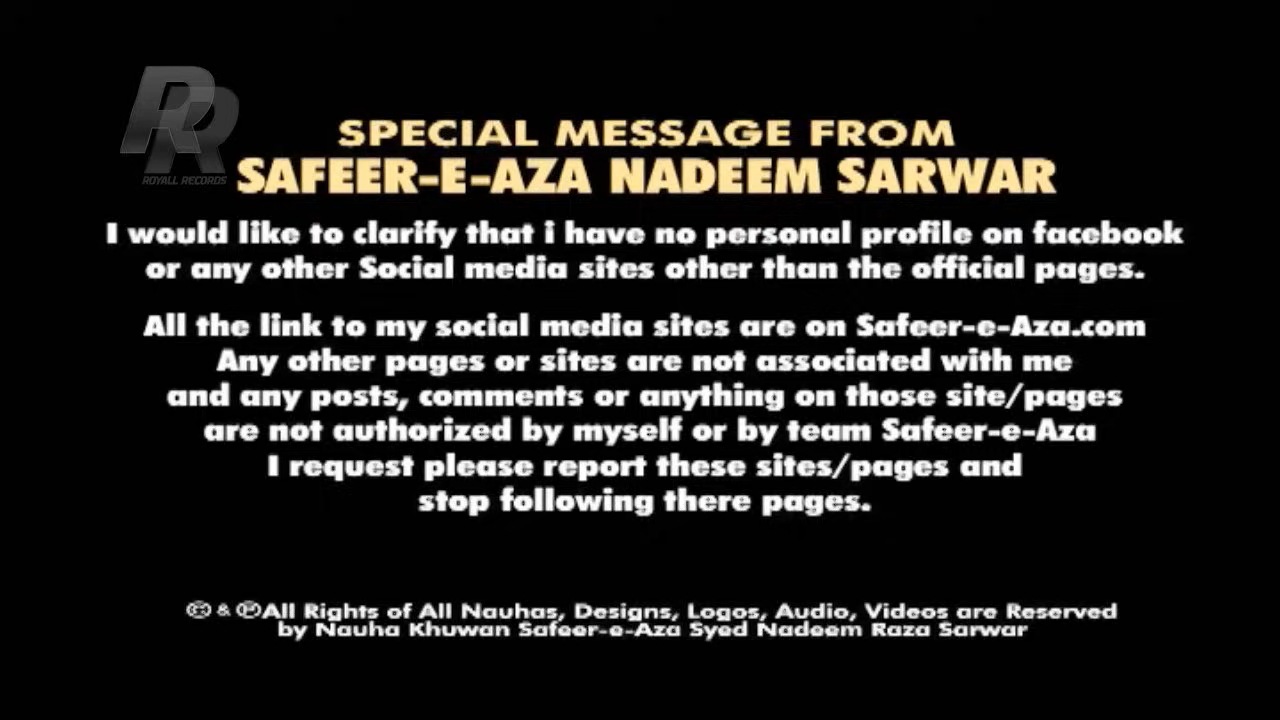 RR
ROYALL RECORDS
SPECIAL MESSAGE FROM
SAFEER-E-AZA NADEEM SARWAR
I would like to clarify that i have no personal profile on facebook
or any other Social media sites other than the official pages.
All the link to my social media sites are on Safeer-e-Aza.com
Any other pages or sites are not associated with me
and any posts, comments or anything on those site/pages
are not authorized by myself or by team Safeer-e-Aza
I request please report these sites/pages and
stop following there pages.
© & ℗All Rights of All Nauhas, Designs, Logos, Audio, Videos are Reserved
by Nauha Khuwan Safeer-e-Aza Syed Nadeem Raza Sarwar